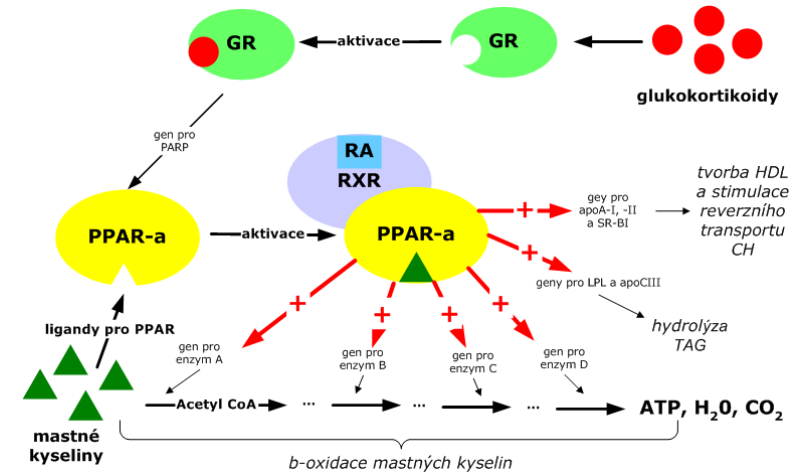 GR
aktivace
GR
glukokortikoidy
gen pro
PARP
RA
RXR
PPAR-a
aktivace
PPAR-a
+
gey pro
apoA-I, -II
a SR-BI
tvorba HDL
a stimulace
reverzního
transportu
CH
+
geny pro LPL a apoCIII
hydrolýza
TAG
+
+
+
+
ligandy pro PPAR
gen pro
enzym A
gen pro
enzym B
gen pro
enzym C
gen pro
enzym D
mastné
kyseliny
Acetyl CoA
...
...
...
ATP, H₂0, CO₂
b-oxidace mastných kyselin